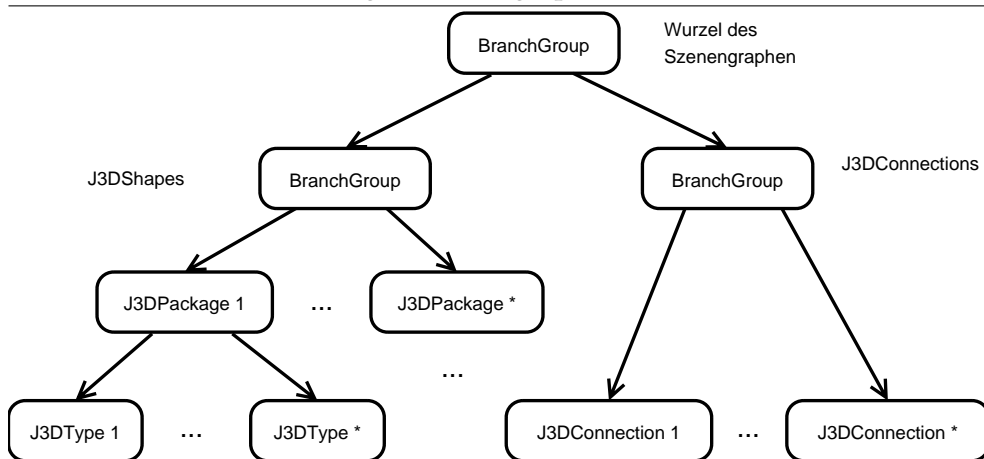 BranchGroup
Wurzel des
Szenengraphen
J3DShapes
BranchGroup
BranchGroup
J3DConnections
J3DPackage 1
...
J3DPackage *
...
J3DType 1
...
J3DType *
J3DConnection 1
...
J3DConnection *